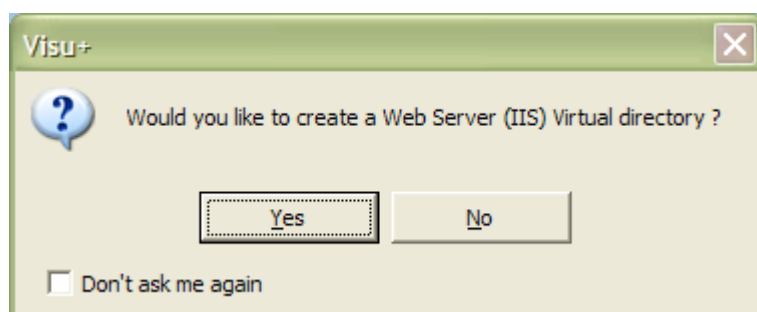 Visu+
Would you like to create a Web Server (IIS) Virtual directory ?
Yes
No
Don't ask me again